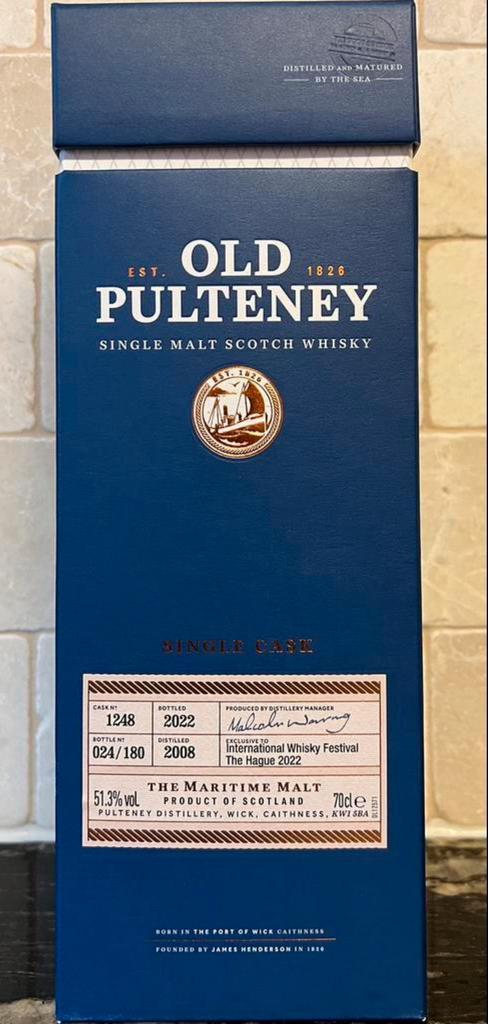 DISTILLED AND MATURED
BY THE SEA
EST. OLD 1826
PULTENEY
SINGLE MALT SCOTCH WHISKY
EST. 1826
SINGLE CASK
CASK Nº BOTTLED PRODUCED BY DISTILLERY MANAGER
1248 2022 Malcolm Waring
BOTTLE Nº DISTILLED EXCLUSIVE TO
024/180 2008 International Whisky Festival
The Hague 2022
THE MARITIME MALT
51.3% vol. PRODUCT OF SCOTLAND 70cl e
PULTENEY DISTILLERY, WICK, CAITHNESS, KW1 5BA
BORN IN THE PORT OF WICK CAITHNESS
FOUNDED BY JAMES HENDERSON IN 1826